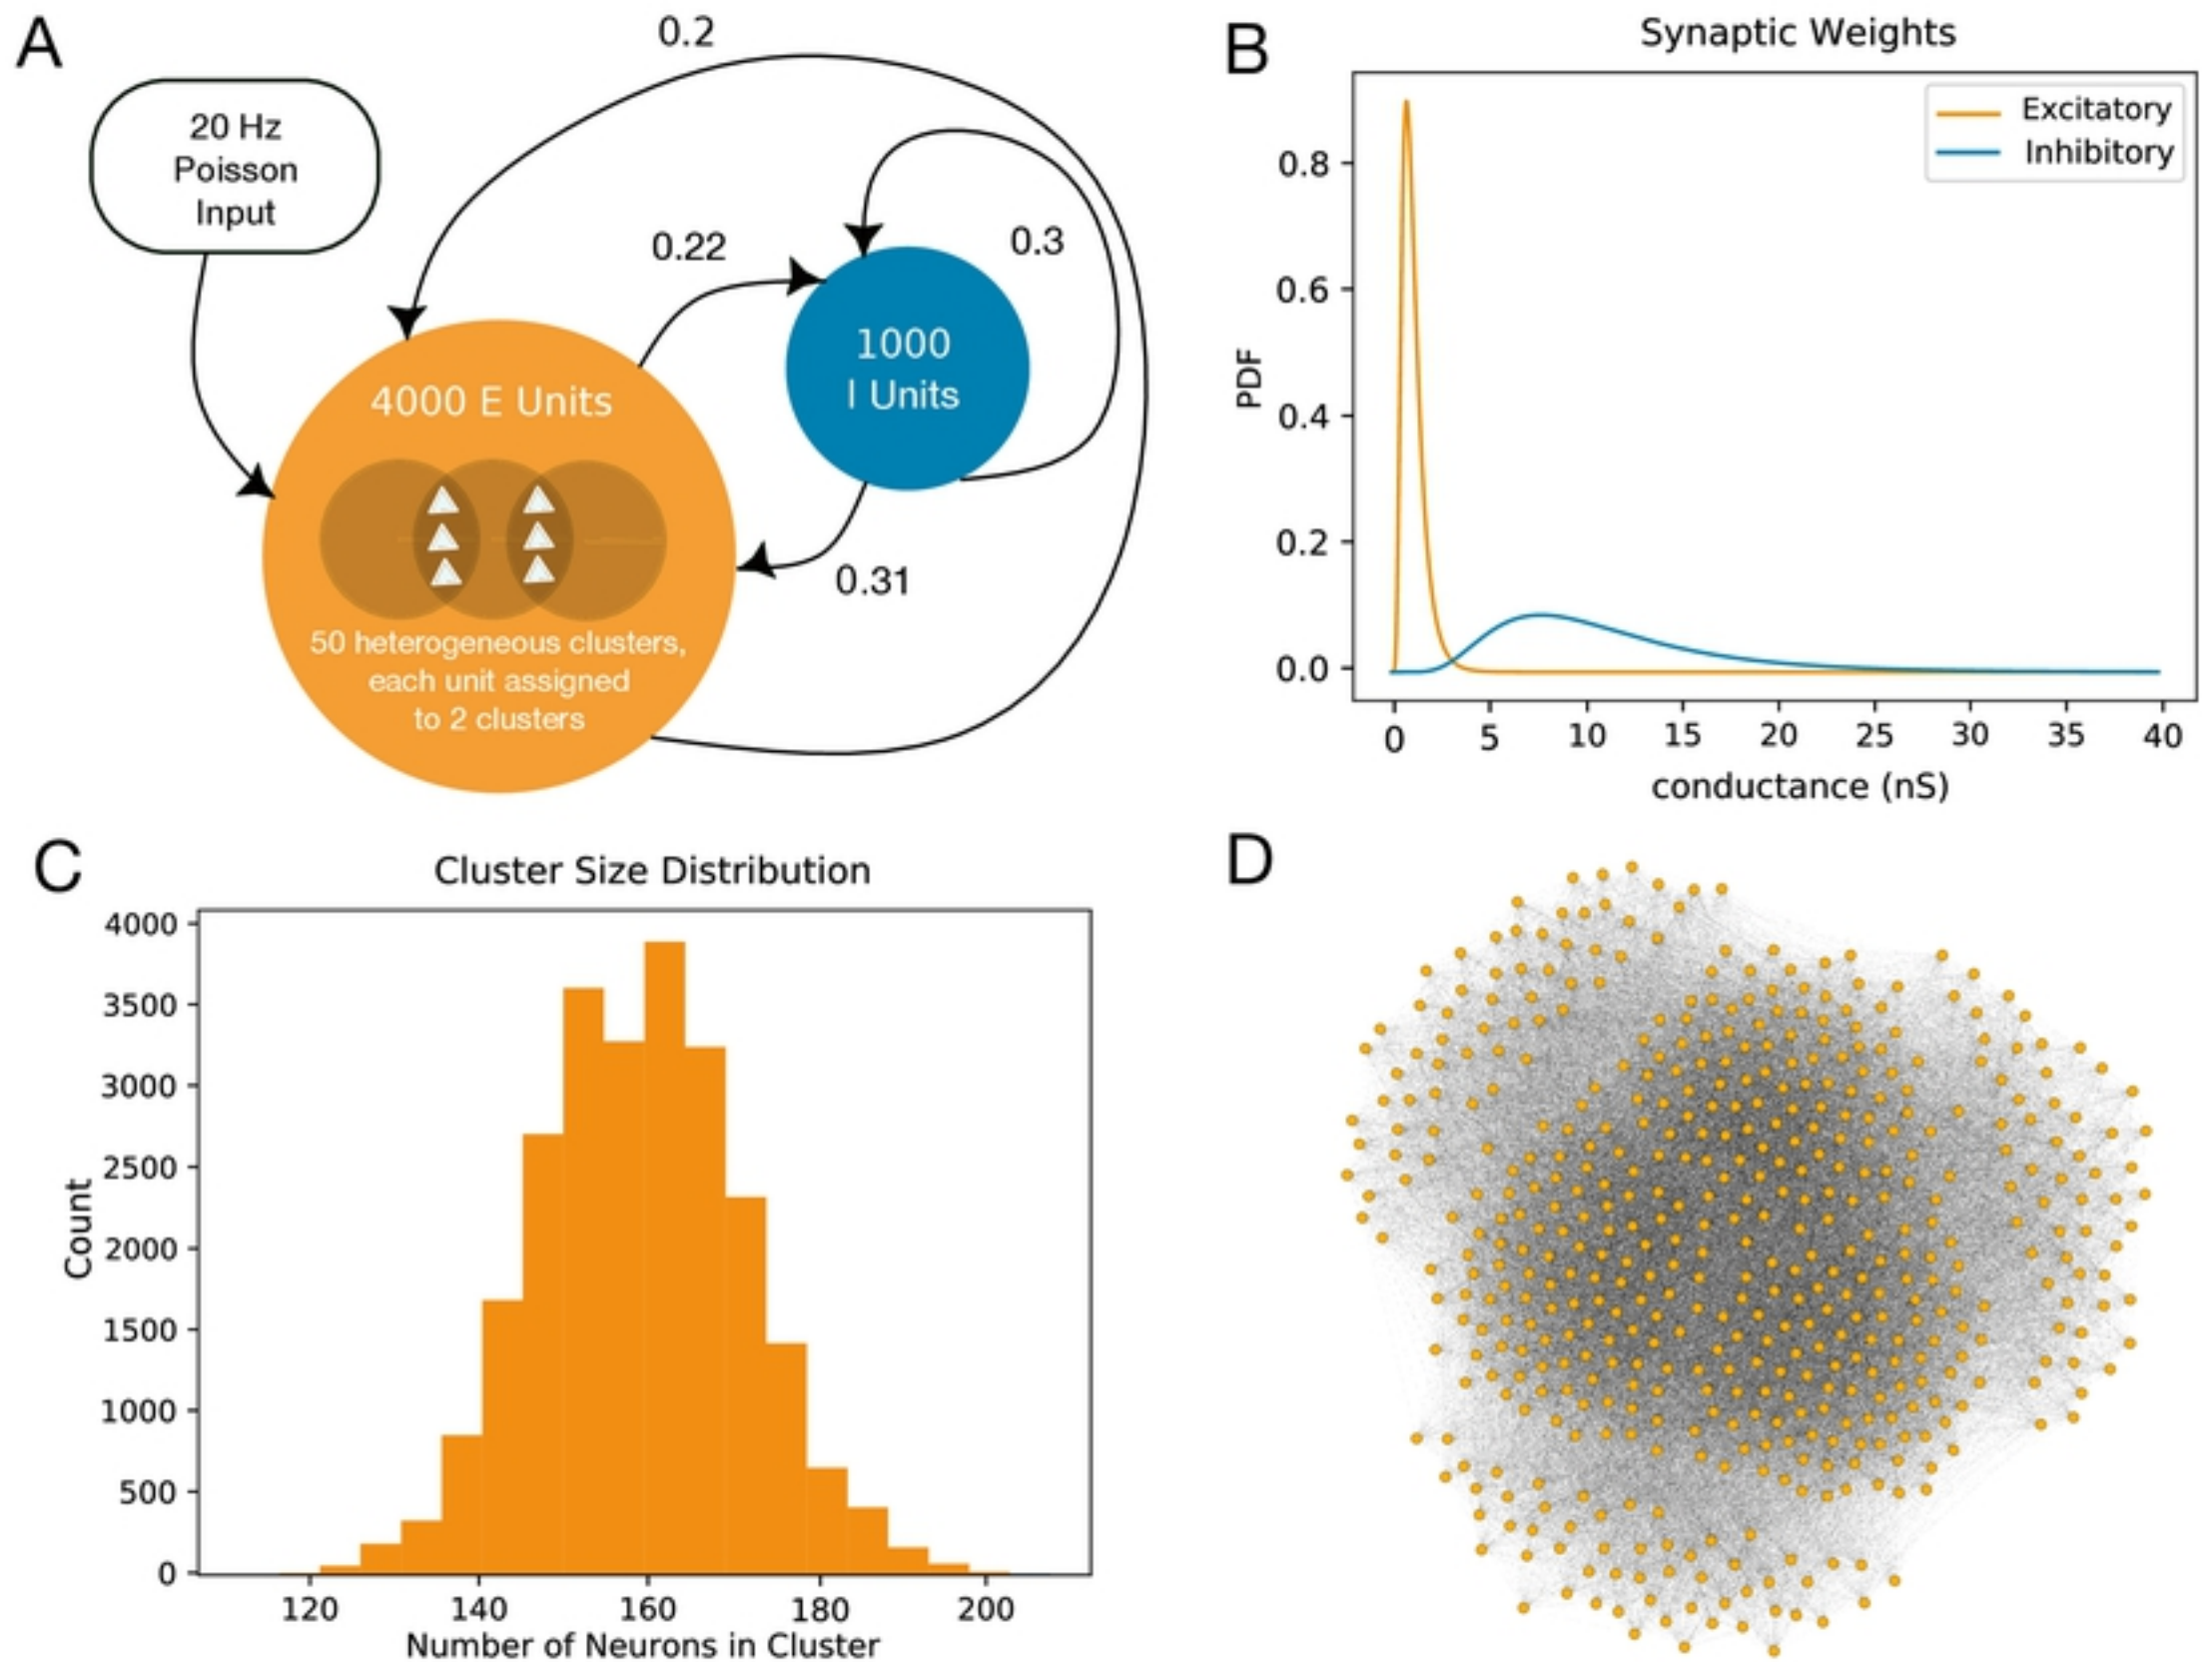 A
0.2
20 Hz
Poisson
Input
0.22
0.3
1000
I Units
4000 E Units
0.31
50 heterogeneous clusters,
each unit assigned
to 2 clusters
B
Synaptic Weights
Excitatory
Inhibitory
PDF
0.8
0.6
0.4
0.2
0.0
0 5 10 15 20 25 30 35 40
conductance (nS)
C
Cluster Size Distribution
Count
4000
3500
3000
2500
2000
1500
1000
500
0
120 140 160 180 200
Number of Neurons in Cluster
D